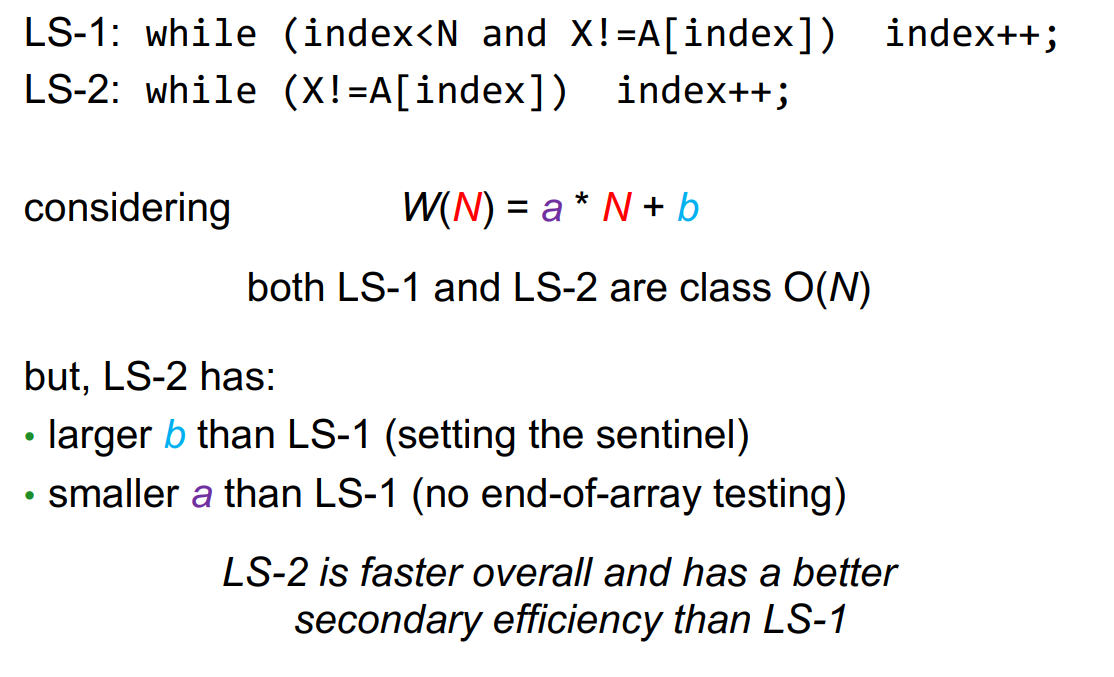 LS-1: while (index<N and X!=A[index]) index++;
LS-2: while (X!=A[index]) index++;
considering W(N) = a * N + b
both LS-1 and LS-2 are class O(N)
but, LS-2 has:
• larger b than LS-1 (setting the sentinel)
• smaller a than LS-1 (no end-of-array testing)
LS-2 is faster overall and has a better
secondary efficiency than LS-1